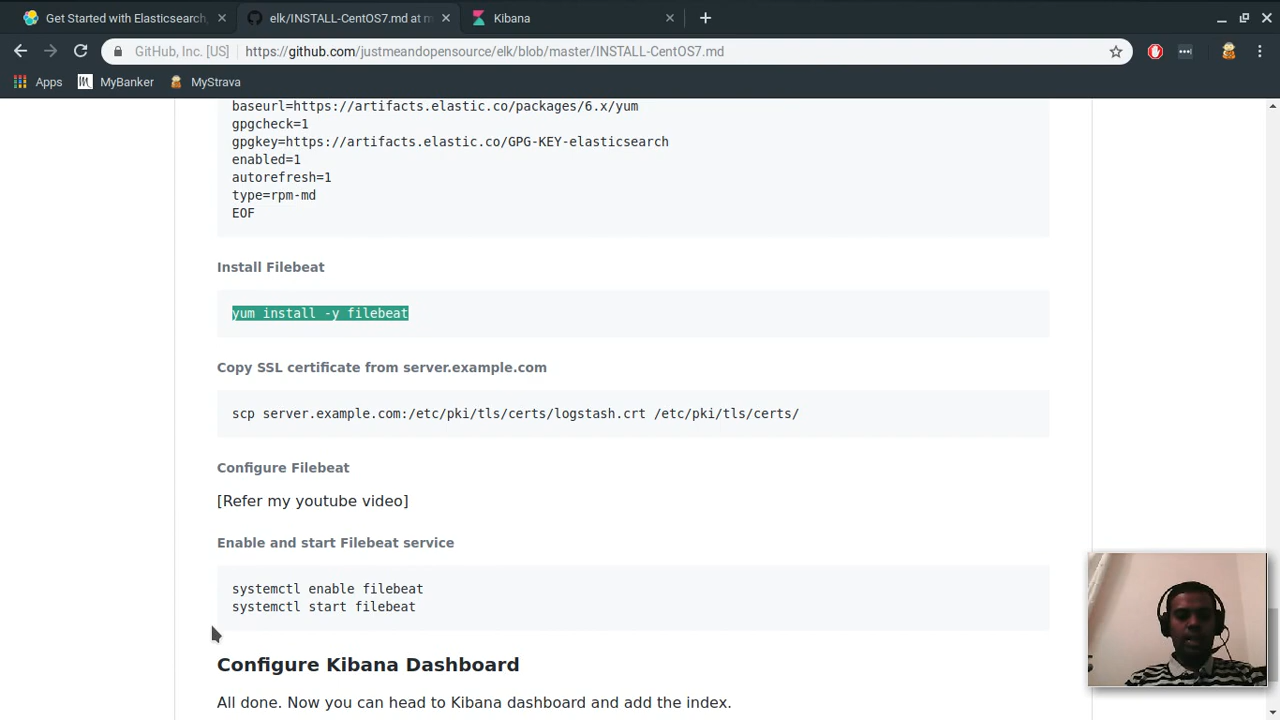 Get Started with Elasticsearch,
elk/INSTALL-CentOS7.md at m
Kibana
GitHub, Inc. [US]
https://github.com/justmeandopensource/elk/blob/master/INSTALL-CentOS7.md
Apps
MyBanker
MyStrava
baseurl=https://artifacts.elastic.co/packages/6.x/yum
gpgcheck=1
gpgkey=https://artifacts.elastic.co/GPG-KEY-elasticsearch
enabled=1
autorefresh=1
type=rpm-md
EOF
Install Filebeat
yum install -y filebeat
Copy SSL certificate from server.example.com
scp server.example.com:/etc/pki/tls/certs/logstash.crt /etc/pki/tls/certs/
Configure Filebeat
[Refer my youtube video]
Enable and start Filebeat service
systemctl enable filebeat
systemctl start filebeat
Configure Kibana Dashboard
All done. Now you can head to Kibana dashboard and add the index.